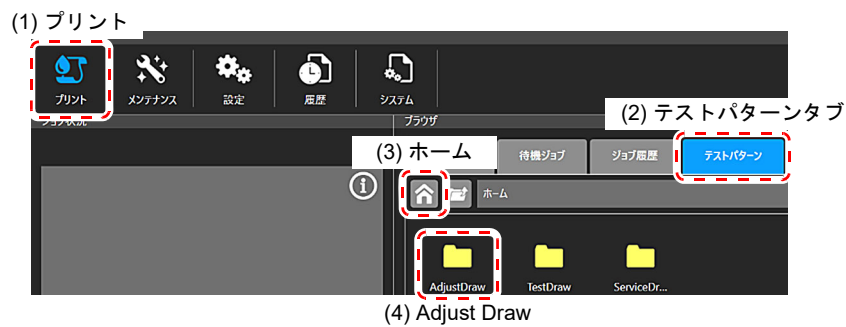 (1) プリント
プリント
メンテナンス
設定
履歴
システム
ブラウザ
(2) テストパターンタブ
(3) ホーム
待機ジョブ
ジョブ履歴
テストパターン
ホーム
AdjustDraw
TestDraw
ServiceDr...
(4) Adjust Draw